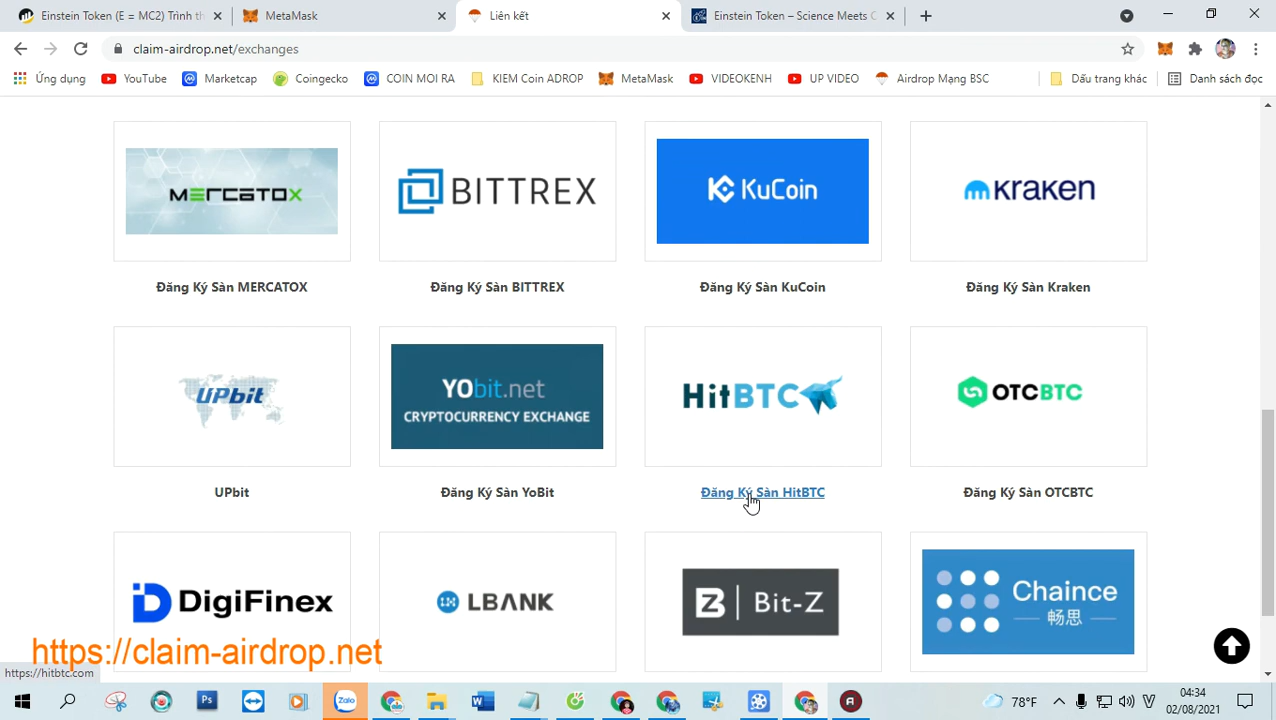 Einstein Token (E = MC2) Trình th
MetaMask
Liên kết
Einstein Token – Science Meets C
claim-airdrop.net/exchanges
Ứng dụng
YouTube
Marketcap
Coingecko
COIN MOI RA
KIEM Coin ADROP
MetaMask
VIDEOKENH
UP VIDEO
Airdrop Mạng BSC
Dấu trang khác
Danh sách đọc
MERCATOX
BITTREX
KuCoin
kraken
Đăng Ký Sàn MERCATOX
Đăng Ký Sàn BITTREX
Đăng Ký Sàn KuCoin
Đăng Ký Sàn Kraken
UPbit
YObit.net
CRYPTOCURRENCY EXCHANGE
HitBTC
OTCBTC
UPbit
Đăng Ký Sàn YoBit
Đăng Ký Sàn HitBTC
Đăng Ký Sàn OTCBTC
DigiFinex
LBANK
Bit-Z
Chaince
畅思
https://claim-airdrop.net
https://hitbtc.com
Ps
Zalo
78°F
V
04:34
02/08/2021